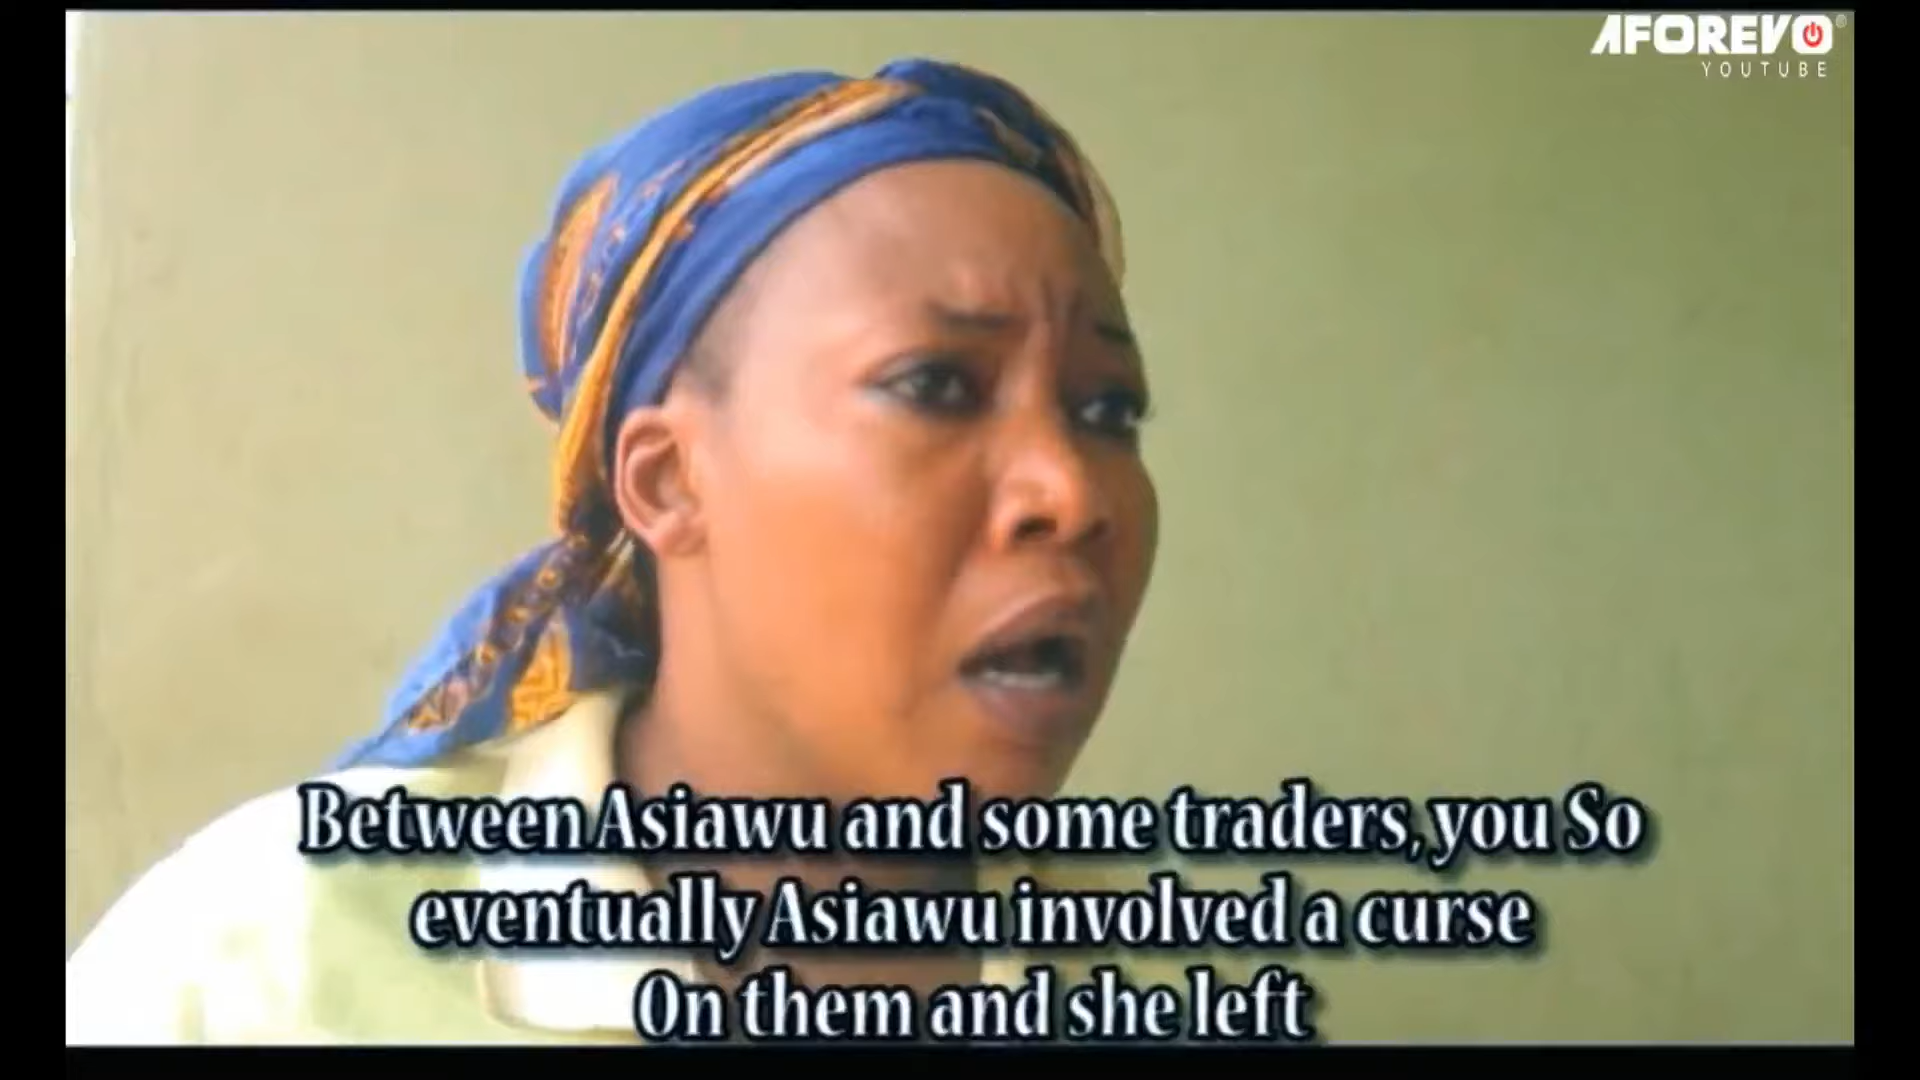 AFOREVO
YOUTUBE
Between Asiawu and some traders, you So
eventually Asiawu involved a curse
On them and she left